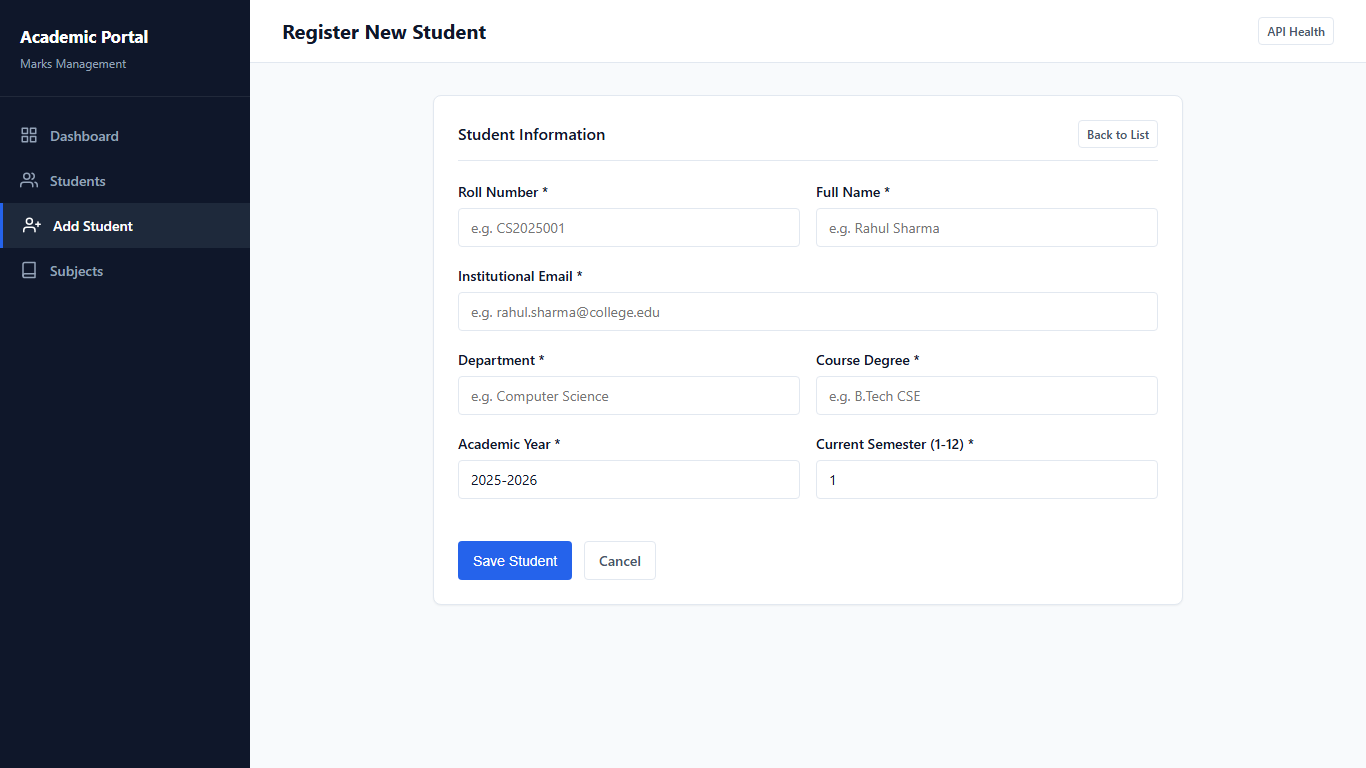 Academic Portal
Marks Management
Dashboard
Students
Add Student
Subjects
Register New Student
API Health
Student Information
Back to List
Roll Number *
Full Name *
e.g. CS2025001
e.g. Rahul Sharma
Institutional Email *
e.g. rahul.sharma@college.edu
Department *
Course Degree *
e.g. Computer Science
e.g. B.Tech CSE
Academic Year *
Current Semester (1-12) *
2025-2026
1
Save Student
Cancel